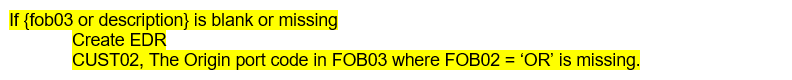 If {fob03 or description} is blank or missing
Create EDR
CUST02, The Origin port code in FOB03 where FOB02 = ‘OR’ is missing.